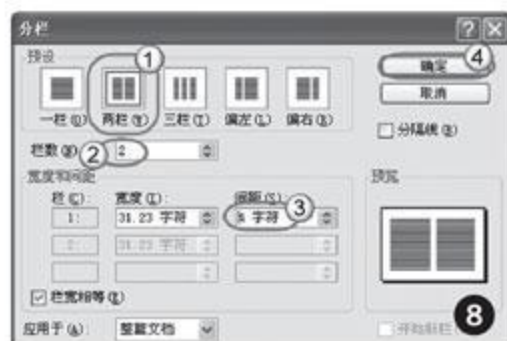 分栏
预设
① ④
确定
取消
一栏(O) 两栏(W) 三栏(T) 偏左(L) 偏右(R)
分隔线(B)
栏数(N) ② 2
宽度和间距 预览
栏(C): 宽度(I): 间距(S):
1: 31.23 字符 字符 ③
2: 31.23 字符
栏宽相等(E)
应用于(A): 整篇文档 开始新栏
8